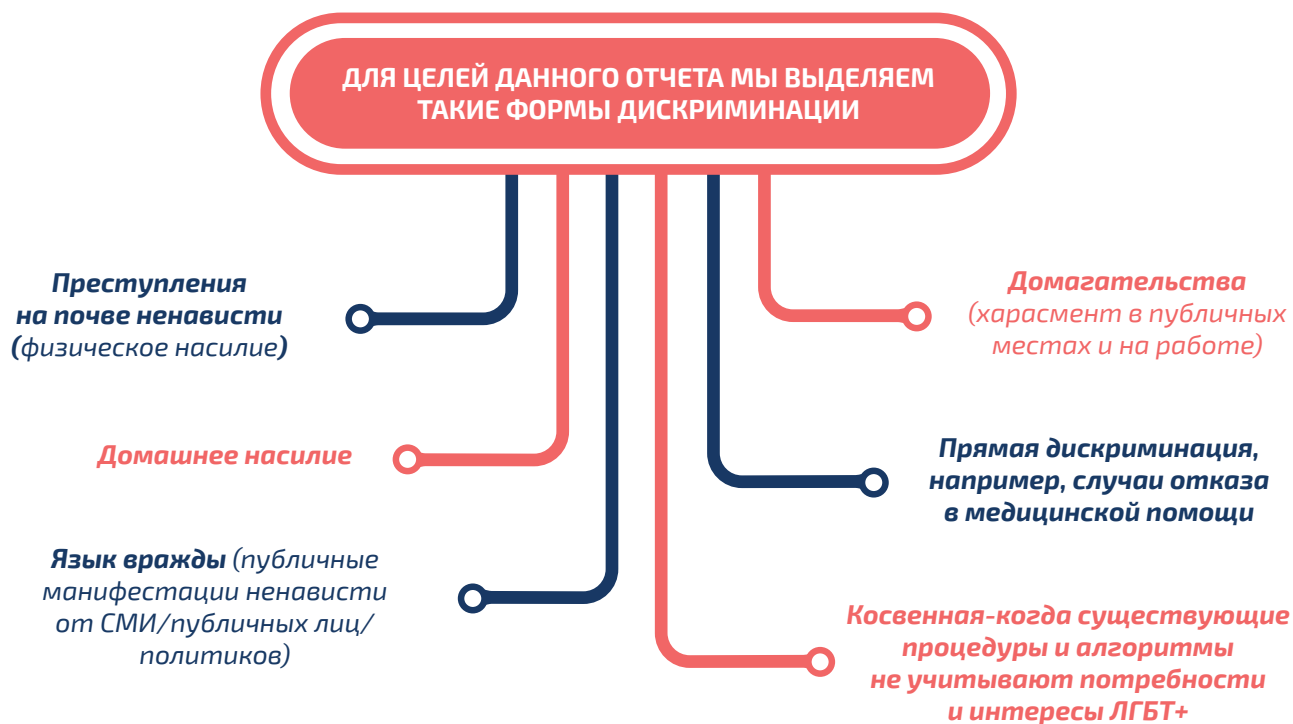 ДЛЯ ЦЕЛЕЙ ДАННОГО ОТЧЕТА МЫ ВЫДЕЛЯЕМ
ТАКИЕ ФОРМЫ ДИСКРИМИНАЦИИ
Преступления
на почве ненависти
(физическое насилие)
Домашнее насилие
Язык вражды (публичные
манифестации ненависти
от СМИ/публичных лиц/
политиков)
Домагательства
(харасмент в публичных
местах и на работе)
Прямая дискриминация,
например, случаи отказа
в медицинской помощи
Косвенная-когда существующие
процедуры и алгоритмы
не учитывают потребности
и интересы ЛГБТ+